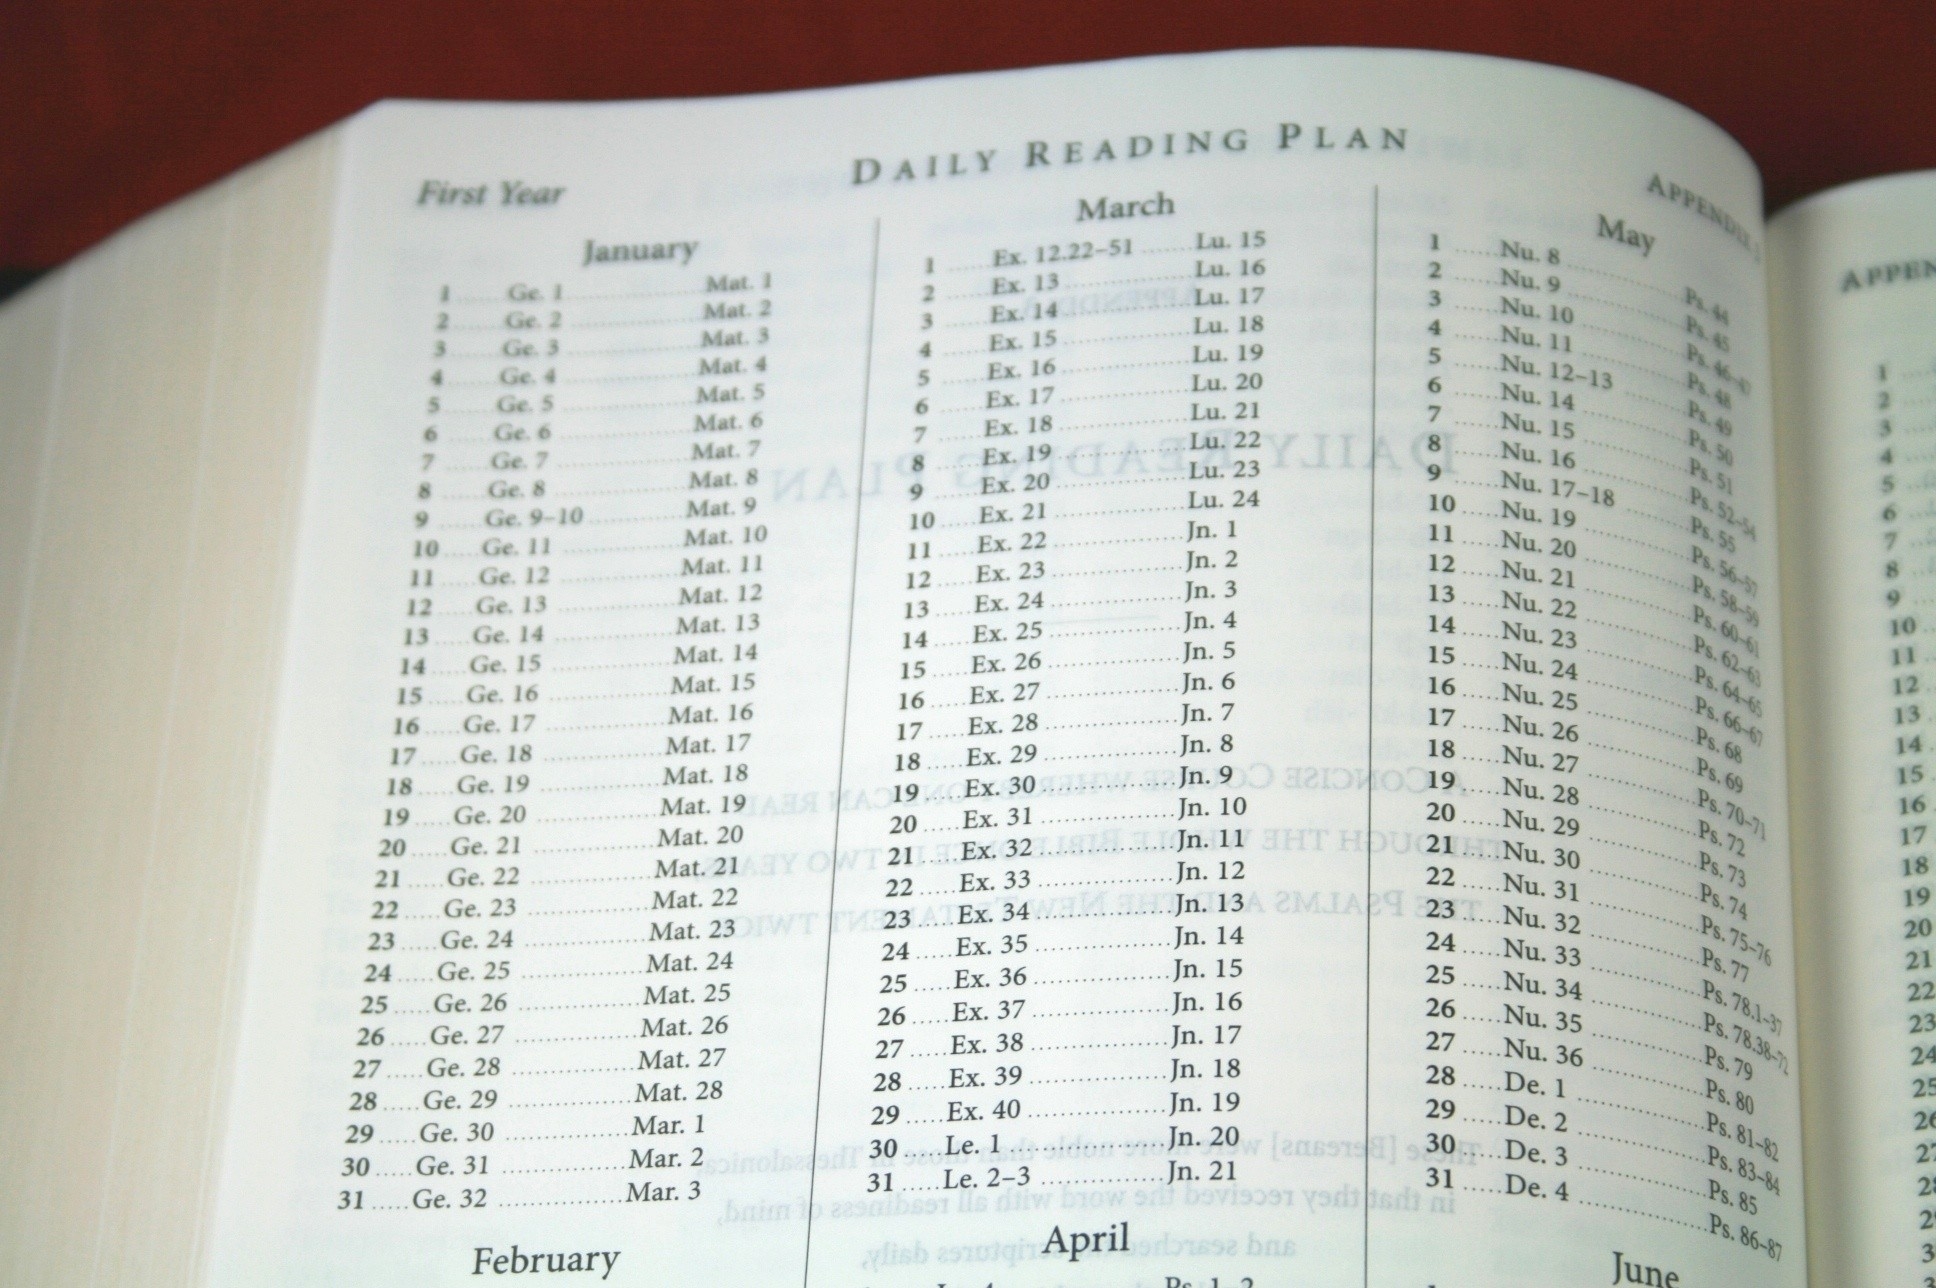 DAILY READING PLAN
First Year
January
1 Ge. 1 Mat. 1
2 Ge. 2 Mat. 2
3 Ge. 3 Mat. 3
4 Ge. 4 Mat. 4
5 Ge. 5 Mat. 5
6 Ge. 6 Mat. 6
7 Ge. 7 Mat. 7
8 Ge. 8 Mat. 8
9 Ge. 9–10 Mat. 9
10 Ge. 11 Mat. 10
11 Ge. 12 Mat. 11
12 Ge. 13 Mat. 12
13 Ge. 14 Mat. 13
14 Ge. 15 Mat. 14
15 Ge. 16 Mat. 15
16 Ge. 17 Mat. 16
17 Ge. 18 Mat. 17
18 Ge. 19 Mat. 18
19 Ge. 20 Mat. 19
20 Ge. 21 Mat. 20
21 Ge. 22 Mat. 21
22 Ge. 23 Mat. 22
23 Ge. 24 Mat. 23
24 Ge. 25 Mat. 24
25 Ge. 26 Mat. 25
26 Ge. 27 Mat. 26
27 Ge. 28 Mat. 27
28 Ge. 29 Mat. 28
29 Ge. 30 Mar. 1
30 Ge. 31 Mar. 2
31 Ge. 32 Mar. 3
February
March
1 Ex. 12.22–51 Lu. 15
2 Ex. 13 Lu. 16
3 Ex. 14 Lu. 17
4 Ex. 15 Lu. 18
5 Ex. 16 Lu. 19
6 Ex. 17 Lu. 20
7 Ex. 18 Lu. 21
8 Ex. 19 Lu. 22
9 Ex. 20 Lu. 23
10 Ex. 21 Lu. 24
11 Ex. 22 Jn. 1
12 Ex. 23 Jn. 2
13 Ex. 24 Jn. 3
14 Ex. 25 Jn. 4
15 Ex. 26 Jn. 5
16 Ex. 27 Jn. 6
17 Ex. 28 Jn. 7
18 Ex. 29 Jn. 8
19 Ex. 30 Jn. 9
20 Ex. 31 Jn. 10
21 Ex. 32 Jn. 11
22 Ex. 33 Jn. 12
23 Ex. 34 Jn. 13
24 Ex. 35 Jn. 14
25 Ex. 36 Jn. 15
26 Ex. 37 Jn. 16
27 Ex. 38 Jn. 17
28 Ex. 39 Jn. 18
29 Ex. 40 Jn. 19
30 Le. 1 Jn. 20
31 Le. 2–3 Jn. 21
April
APPENDIX
May
1 Nu. 8 Ps. 44
2 Nu. 9 Ps. 45
3 Nu. 10 Ps. 46–47
4 Nu. 11 Ps. 48
5 Nu. 12–13 Ps. 49
6 Nu. 14 Ps. 50
7 Nu. 15 Ps. 51
8 Nu. 16 Ps. 52–54
9 Nu. 17–18 Ps. 55
10 Nu. 19 Ps. 56–57
11 Nu. 20 Ps. 58–59
12 Nu. 21 Ps. 60–61
13 Nu. 22 Ps. 62–63
14 Nu. 23 Ps. 64–65
15 Nu. 24 Ps. 66–67
16 Nu. 25 Ps. 68
17 Nu. 26 Ps. 69
18 Nu. 27 Ps. 70–71
19 Nu. 28 Ps. 72
20 Nu. 29 Ps. 73
21 Nu. 30 Ps. 74
22 Nu. 31 Ps. 75–76
23 Nu. 32 Ps. 77
24 Nu. 33 Ps. 78.1–37
25 Nu. 34 Ps. 78.38–72
26 Nu. 35 Ps. 79
27 Nu. 36 Ps. 80
28 De. 1 Ps. 81–82
29 De. 2 Ps. 83–84
30 De. 3 Ps. 85
31 De. 4 Ps. 86–87
June
APPEN
1
2
3
4
5
6
7
8
9
10
11
12
13
14
15
16
17
18
19
20
21
22
23
24
25